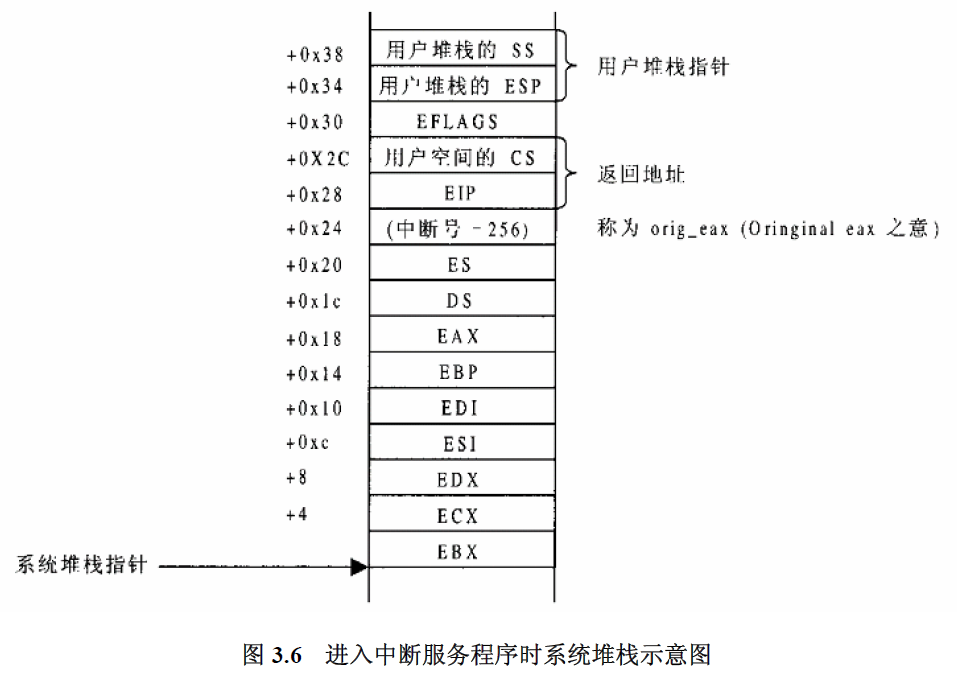 +0x38 用户堆栈的 SS
+0x34 用户堆栈的 ESP
用户堆栈指针
+0x30 EFLAGS
+0X2C 用户空间的 CS
+0x28 EIP
返回地址
+0x24 (中断号-256) 称为 orig_eax (Oringinal eax 之意)
+0x20 ES
+0x1c DS
+0x18 EAX
+0x14 EBP
+0x10 EDI
+0xc ESI
+8 EDX
+4 ECX
EBX
系统堆栈指针
图 3.6 进入中断服务程序时系统堆栈示意图